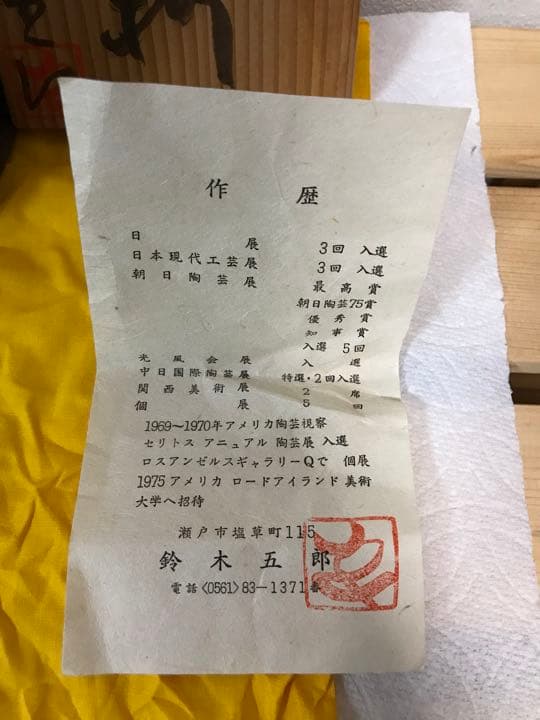 作歴
日展 3回 入選
日本現代工芸展 3回 入選
朝日陶芸展 最高賞
朝日陶芸75賞
優秀賞
知事賞
入選 5回
光風会展 入選
中日国際陶芸展 特選・2回入選
関西美術展 2席
個展 5回
1969〜1970年アメリカ陶芸視察
セリトス アニュアル 陶芸展 入選
ロスアンゼルスギャラリーQで 個展
1975 アメリカ ロードアイランド 美術
大学へ招待
瀬戸市塩草町115
鈴木五郎
電話<0561>83-1371番